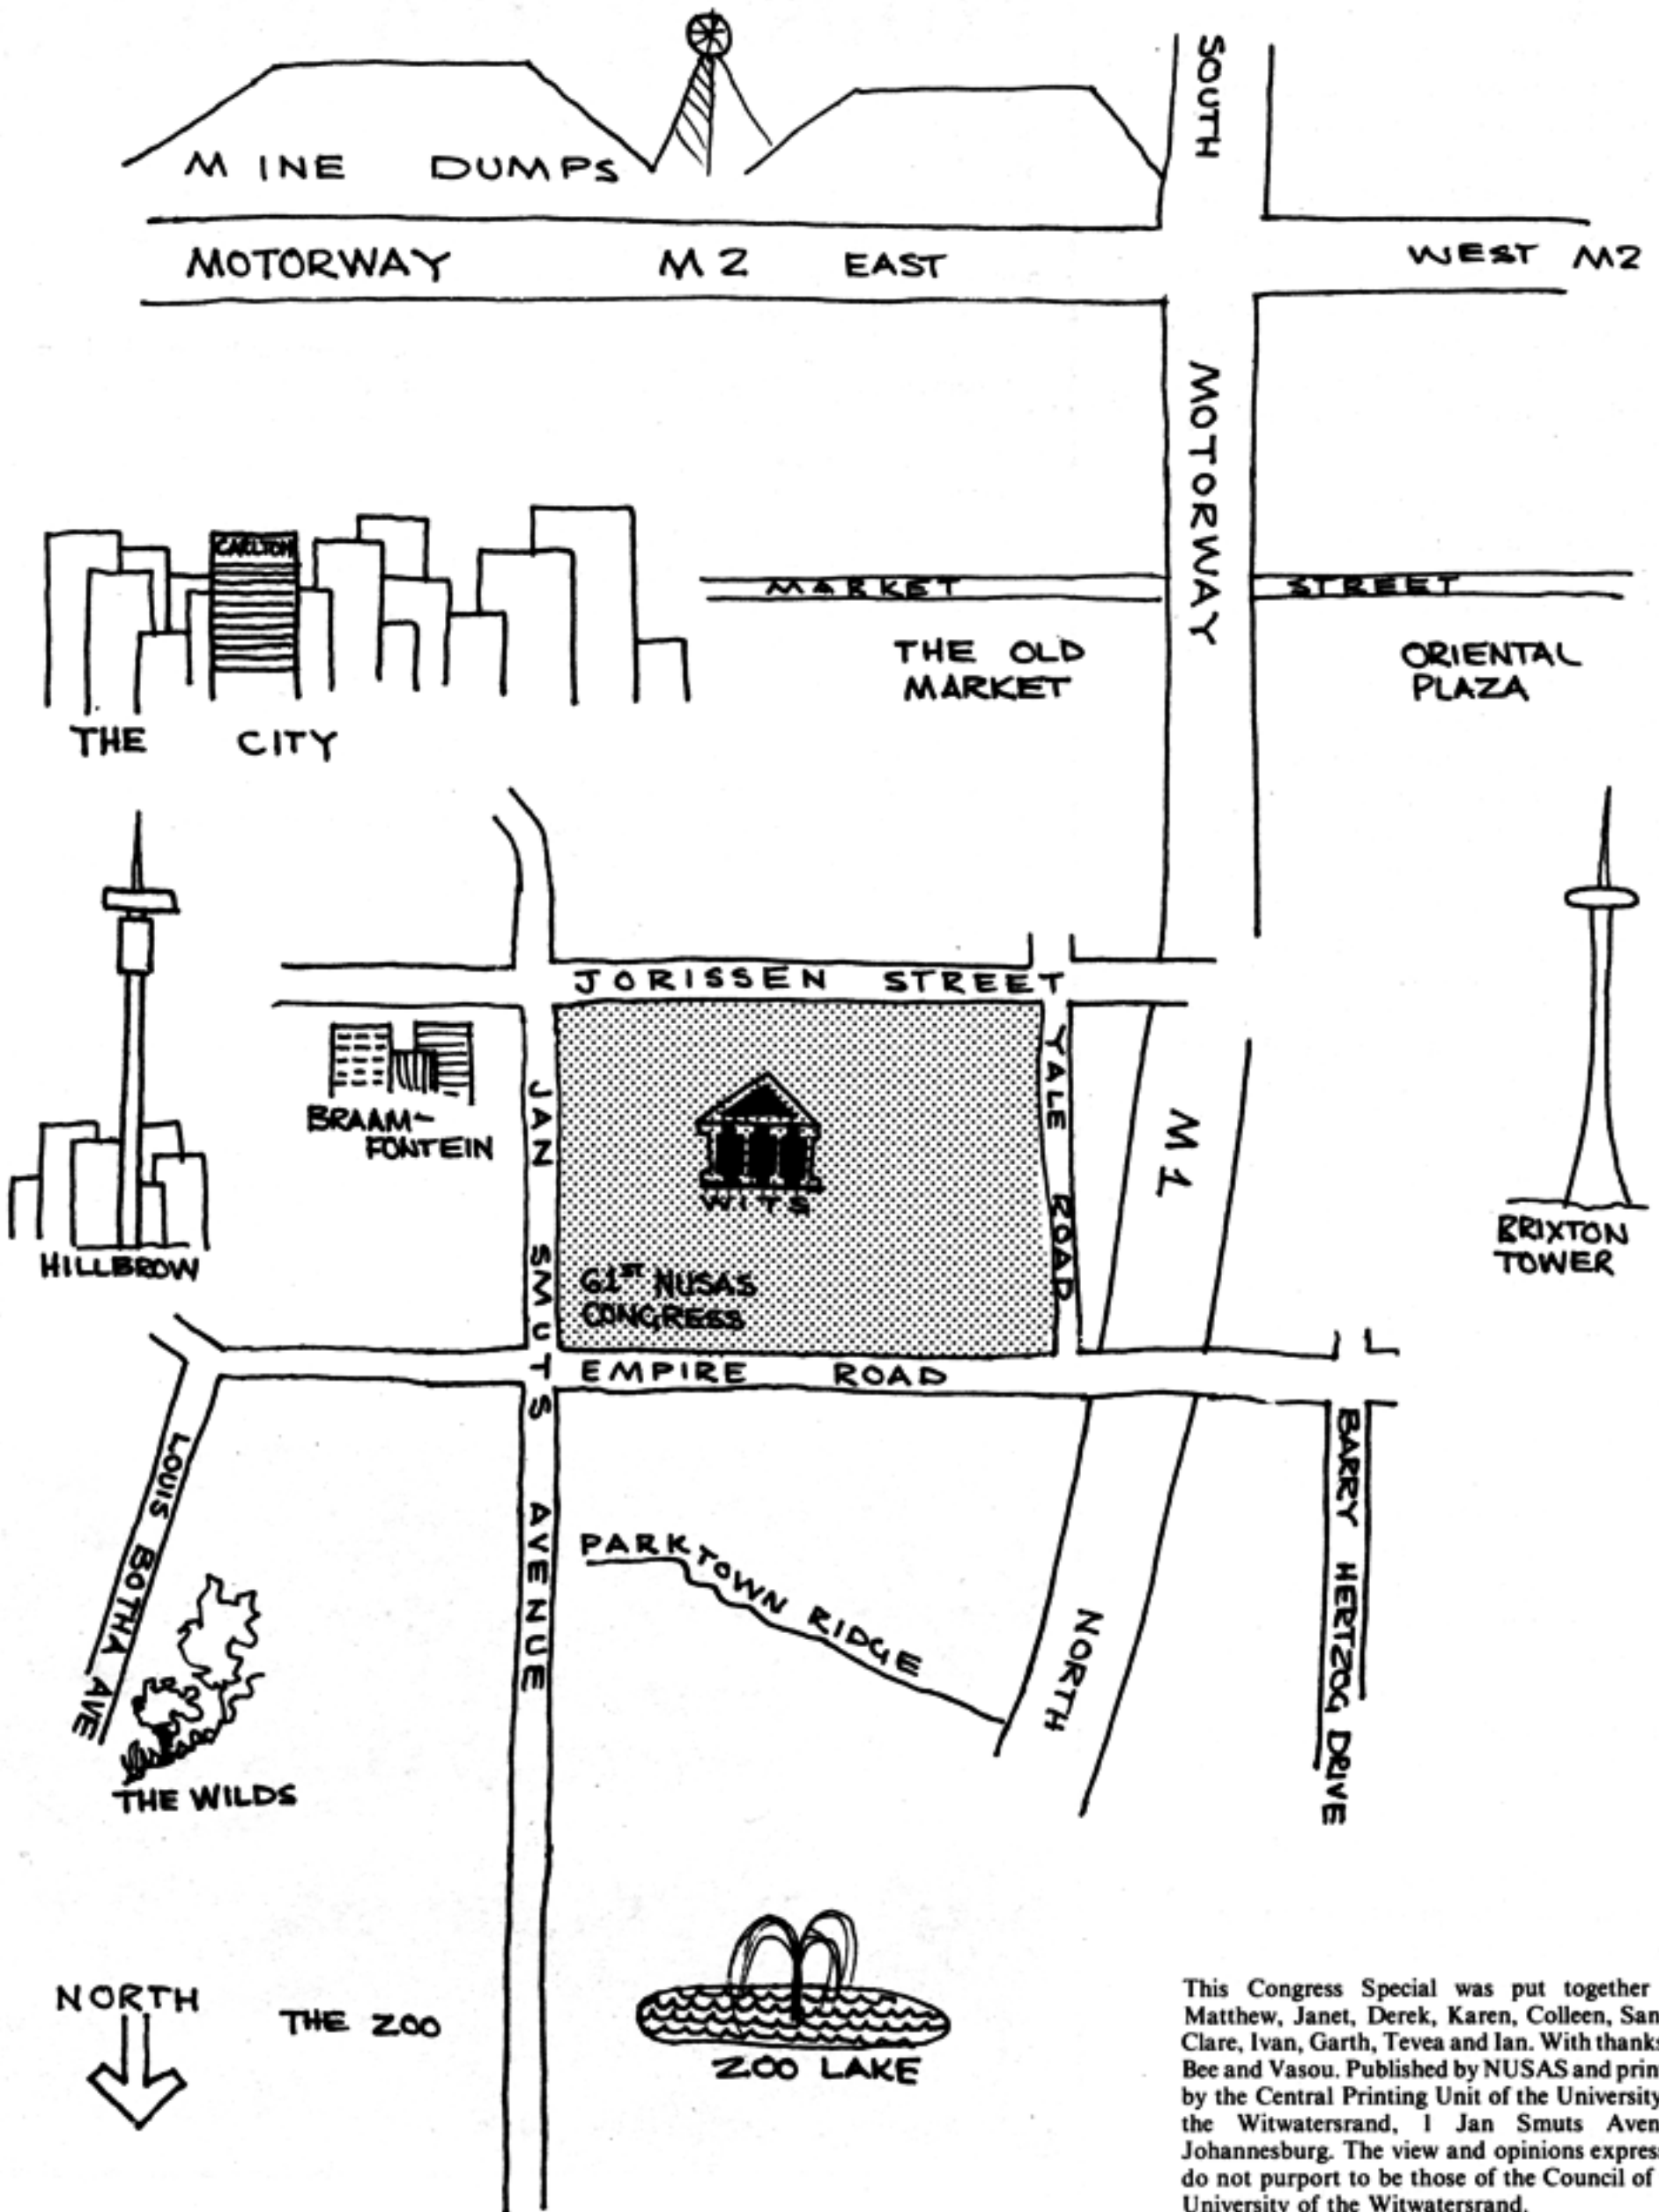 SOUTH
MINE DUMPS
MOTORWAY M2 EAST
WEST M2
MOTORWAY
CARLTON
MARKET STREET
THE OLD
MARKET
ORIENTAL
PLAZA
THE CITY
JORISSEN STREET
BRAAM-
FONTEIN
JAN SMUTS AVENUE
WITS
YALE ROAD
M1
HILLBROW
61ST NUSAS
CONGRESS
BRIXTON
TOWER
EMPIRE ROAD
LOUIS BOTHA AVE
PARKTOWN RIDGE
NORTH
BARRY HERTZOG DRIVE
THE WILDS
NORTH
THE ZOO
ZOO LAKE
This Congress Special was put together
Matthew, Janet, Derek, Karen, Colleen, San
Clare, Ivan, Garth, Tevea and Ian. With thanks
Bee and Vasou. Published by NUSAS and prin
by the Central Printing Unit of the University
the Witwatersrand, 1 Jan Smuts Aven
Johannesburg. The view and opinions express
do not purport to be those of the Council of
University of the Witwatersrand.